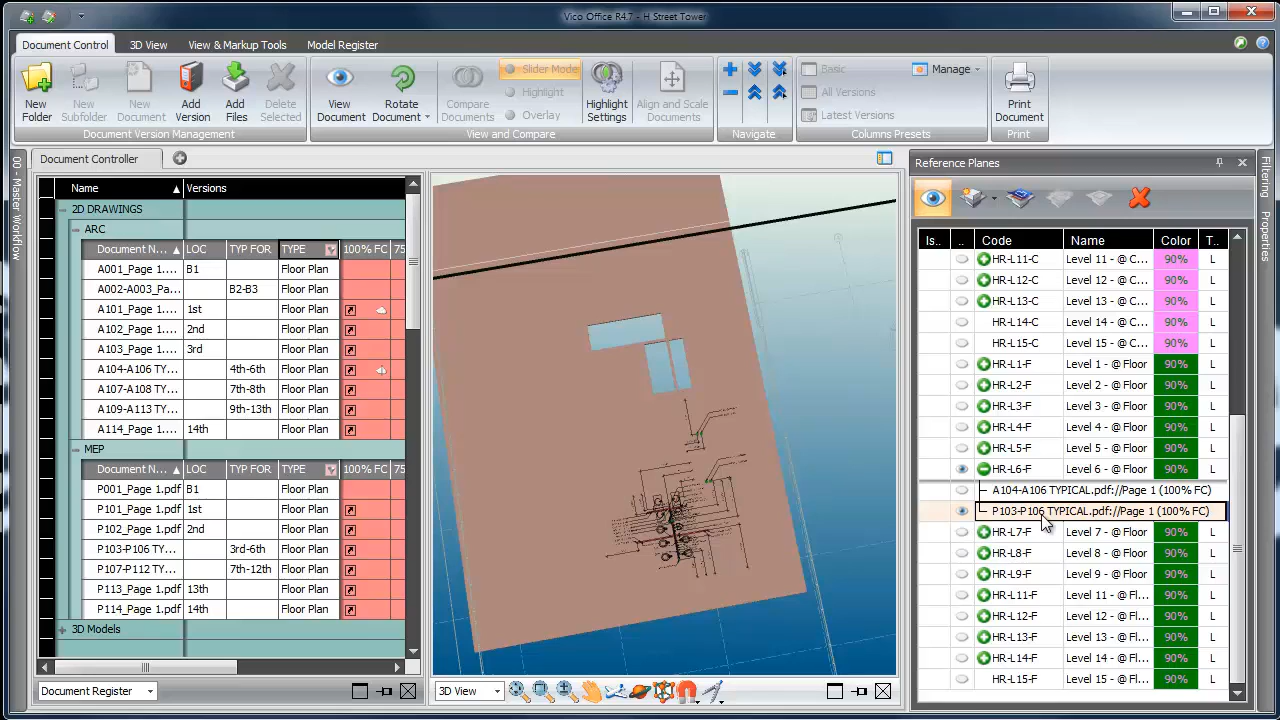 Vico Office R4.7 - H Street Tower
Document Control
3D View
View & Markup Tools
Model Register
New Folder
New Subfolder
New Document
Add Version
Add Files
Delete Selected
Document Version Management
View Document
Rotate Document
Compare Documents
Slider Mode
Highlight
Overlay
Highlight Settings
Align and Scale Documents
View and Compare
Navigate
Basic
All Versions
Latest Versions
Manage
Columns Presets
Print Document
Print
00 - Master Workflow
Document Controller
Name Versions
2D DRAWINGS
ARC
Document N... LOC TYP FOR TYPE 100% FC 75
A001_Page 1.... B1 Floor Plan
A002-A003_Pa... B2-B3 Floor Plan
A101_Page 1.... 1st Floor Plan
A102_Page 1.... 2nd Floor Plan
A103_Page 1.... 3rd Floor Plan
A104-A106 TY... 4th-6th Floor Plan
A107-A108 TY... 7th-8th Floor Plan
A109-A113 TY... 9th-13th Floor Plan
A114_Page 1.... 14th Floor Plan
MEP
Document N... LOC TYP FOR TYPE 100% FC 75
P001_Page 1.pdf B1 Floor Plan
P101_Page 1.pdf 1st Floor Plan
P102_Page 1.pdf 2nd Floor Plan
P103-P106 TYP... 3rd-6th Floor Plan
P107-P112 TYP... 7th-12th Floor Plan
P113_Page 1.pdf 13th Floor Plan
P114_Page 1.pdf 14th Floor Plan
3D Models
Document Register
3D View
Reference Planes
Is.. .. Code Name Color T..
HR-L11-C Level 11 - @ C... 90% L
HR-L12-C Level 12 - @ C... 90% L
HR-L13-C Level 13 - @ C... 90% L
HR-L14-C Level 14 - @ C... 90% L
HR-L15-C Level 15 - @ C... 90% L
HR-L1-F Level 1 - @ Floor 90% L
HR-L2-F Level 2 - @ Floor 90% L
HR-L3-F Level 3 - @ Floor 90% L
HR-L4-F Level 4 - @ Floor 90% L
HR-L5-F Level 5 - @ Floor 90% L
HR-L6-F Level 6 - @ Floor 90% L
A104-A106 TYPICAL.pdf://Page 1 (100% FC)
P103-P106 TYPICAL.pdf://Page 1 (100% FC)
HR-L7-F Level 7 - @ Floor 90% L
HR-L8-F Level 8 - @ Floor 90% L
HR-L9-F Level 9 - @ Floor 90% L
HR-L11-F Level 11 - @ Fl... 90% L
HR-L12-F Level 12 - @ Fl... 90% L
HR-L13-F Level 13 - @ Fl... 90% L
HR-L14-F Level 14 - @ Fl... 90% L
HR-L15-F Level 15 - @ Fl... 90% L
Filtering
Properties